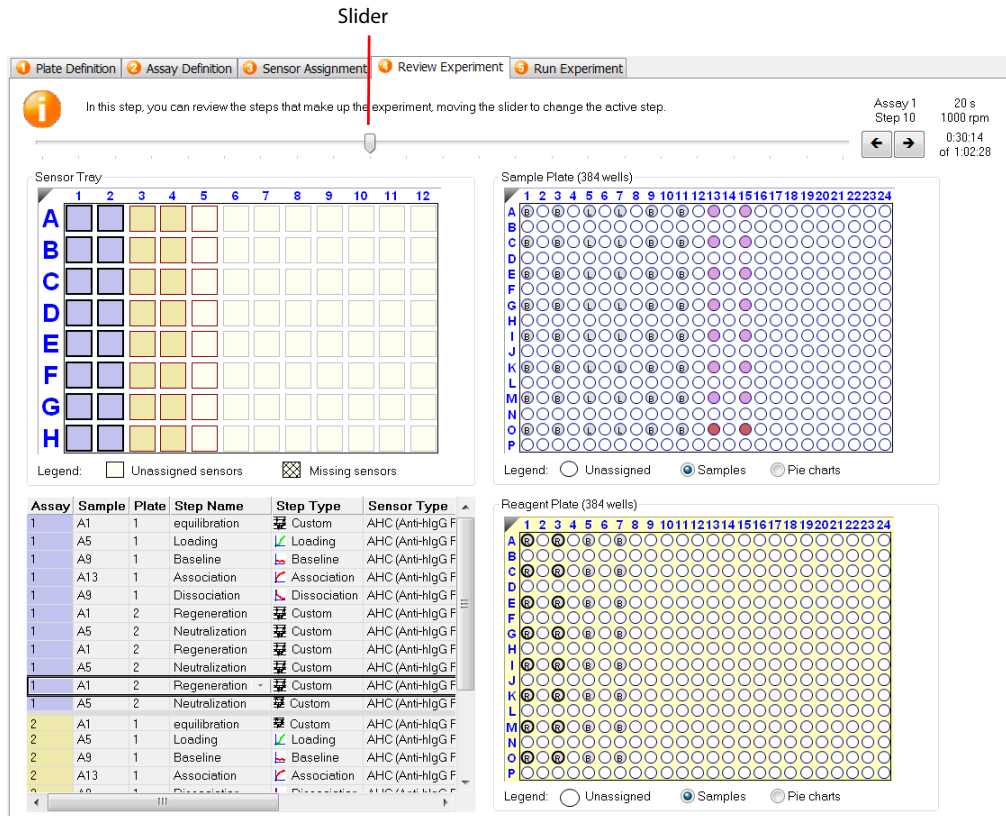 Slider
1 Plate Definition 2 Assay Definition 3 Sensor Assignment 4 Review Experiment 5 Run Experiment
In this step, you can review the steps that make up the experiment, moving the slider to change the active step.
Assay 1 20 s
Step 10 1000 rpm
0:30:14
of 1:02:28
Sensor Tray
1 2 3 4 5 6 7 8 9 10 11 12
A
B
C
D
E
F
G
H
Legend: Unassigned sensors Missing sensors
Sample Plate (384 wells)
1 2 3 4 5 6 7 8 9 10 11 12 13 14 15 16 17 18 19 20 21 22 23 24
A B B L L B B
B
C B B L L B B
D
E B B L L B B
F
G B B L L B B
H
I B B L L B B
J
K B B L L B B
L
M B B L L B B
N
O B B L L B B
P
Legend: Unassigned Samples Pie charts
Assay Sample Plate Step Name Step Type Sensor Type
1 A1 1 equilibration Custom AHC (Anti-hIgG F
1 A5 1 Loading Loading AHC (Anti-hIgG F
1 A9 1 Baseline Baseline AHC (Anti-hIgG F
1 A13 1 Association Association AHC (Anti-hIgG F
1 A9 1 Dissociation Dissociation AHC (Anti-hIgG F
1 A1 2 Regeneration Custom AHC (Anti-hIgG F
1 A5 2 Neutralization Custom AHC (Anti-hIgG F
1 A1 2 Regeneration Custom AHC (Anti-hIgG F
1 A5 2 Neutralization Custom AHC (Anti-hIgG F
1 A1 2 Regeneration Custom AHC (Anti-hIgG F
1 A5 2 Neutralization Custom AHC (Anti-hIgG F
2 A1 1 equilibration Custom AHC (Anti-hIgG F
2 A5 1 Loading Loading AHC (Anti-hIgG F
2 A9 1 Baseline Baseline AHC (Anti-hIgG F
2 A13 1 Association Association AHC (Anti-hIgG F
Reagent Plate (384 wells)
1 2 3 4 5 6 7 8 9 10 11 12 13 14 15 16 17 18 19 20 21 22 23 24
A R R B B
B
C R R B B
D
E R R B B
F
G R R B B
H
I R R B B
J
K R R B B
L
M R R B B
N
O R R B B
P
Legend: Unassigned Samples Pie charts